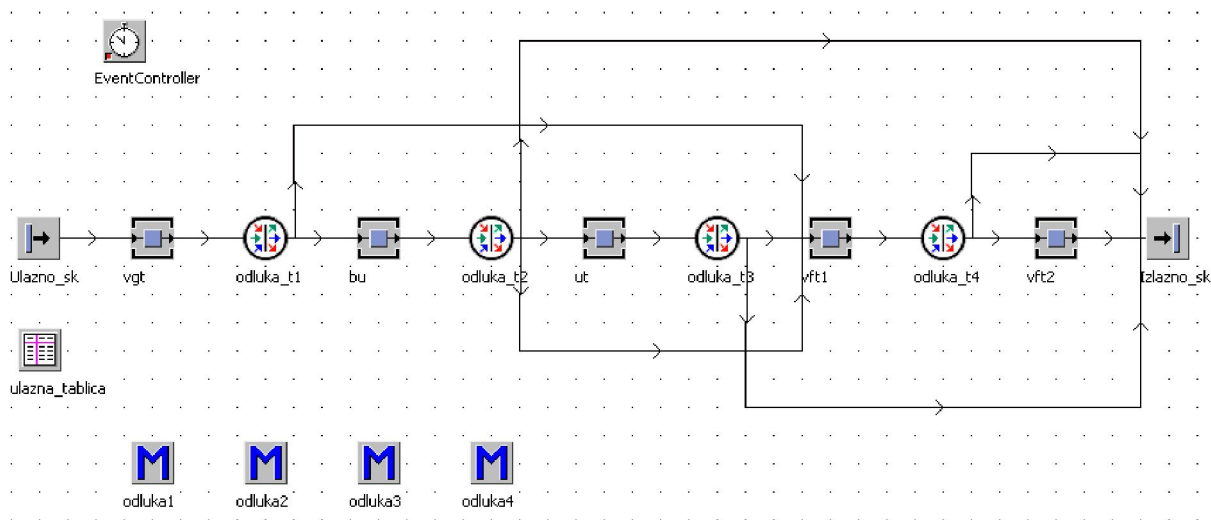 EventController
Ulazno_sk
vgt
odluka_t1
bu
odluka_t2
ut
odluka_t3
vft1
odluka_t4
vft2
Izlazno_sk
ulazna_tablica
M
M
M
M
odluka1
odluka2
odluka3
odluka4